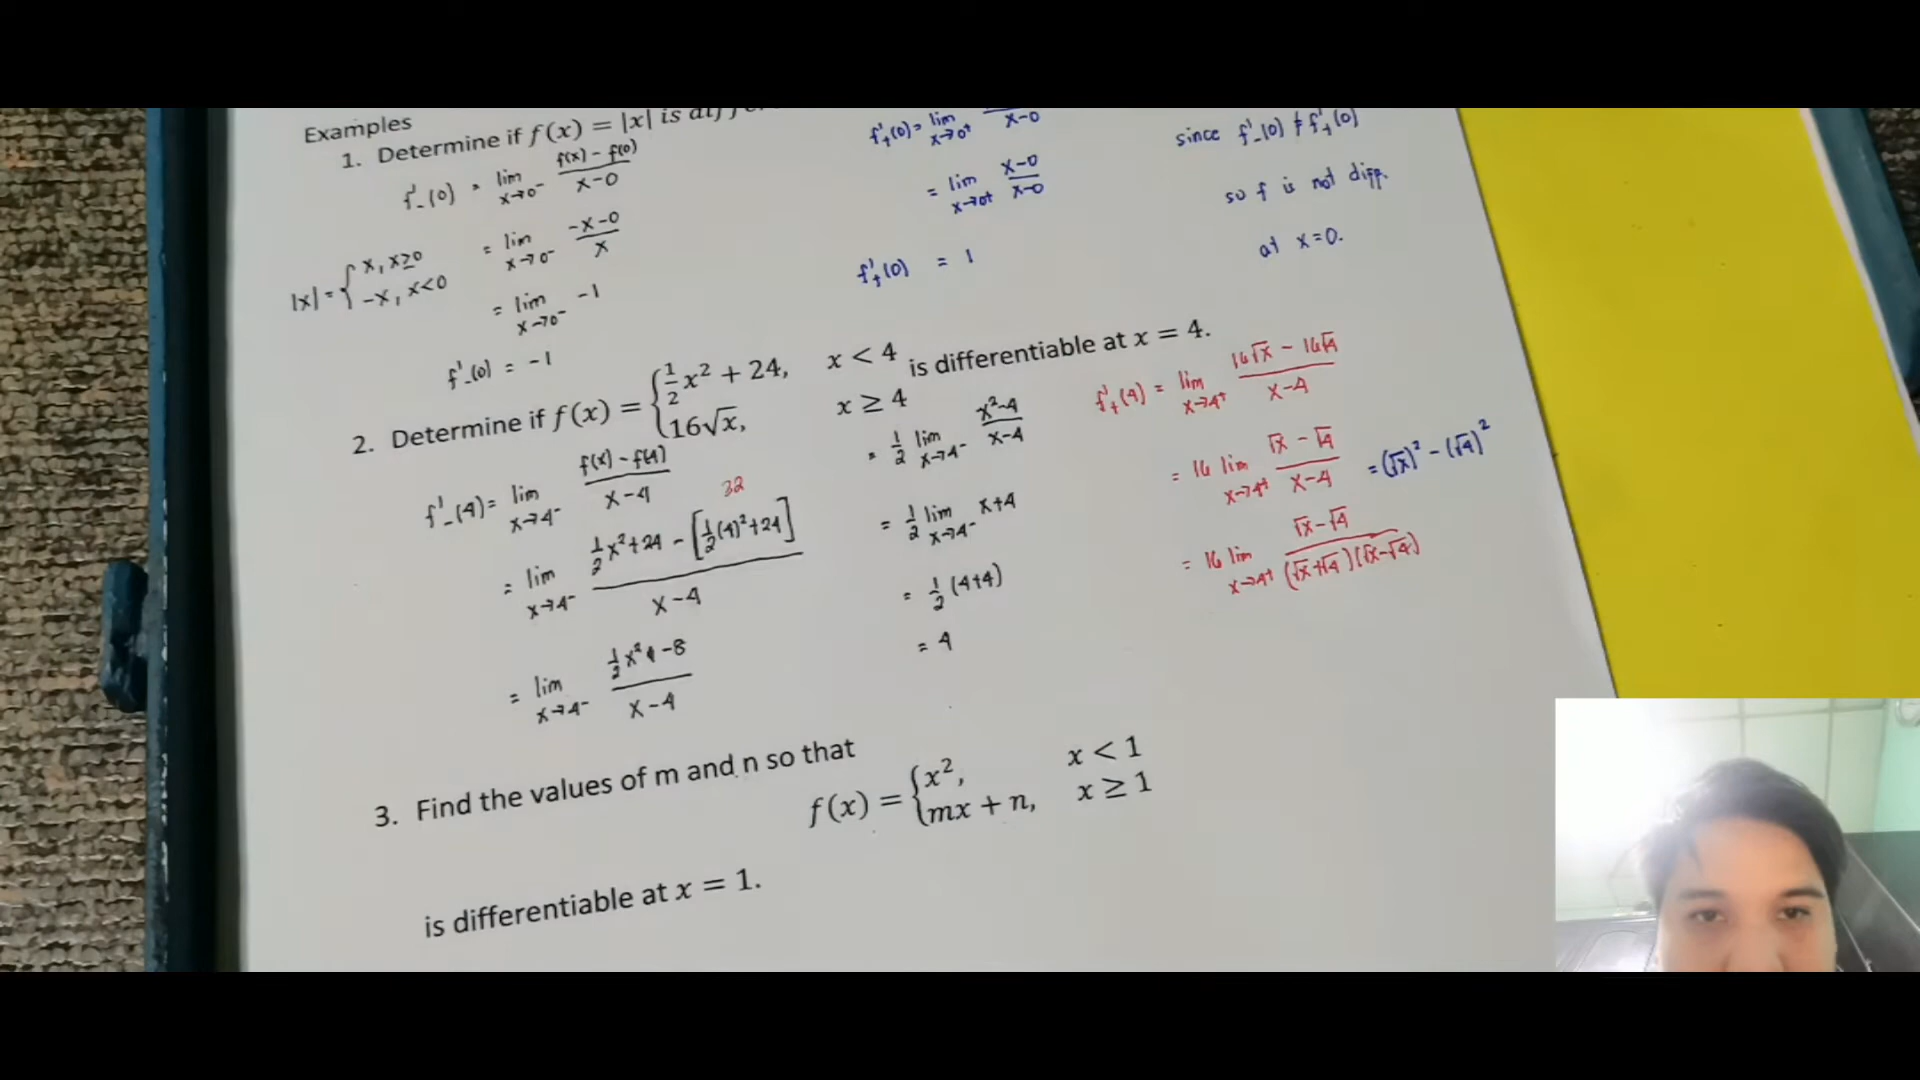 Examples
1. Determine if f(x) = |x| is
f'₋(0) = lim x→0⁻ (f(x) - f(0))/(x-0)
|x| = { x, x≥0
-x, x<0
= lim x→0⁻ (-x-0)/x
= lim x→0⁻ -1
f'₋(0) = -1
f'₊(0) = lim x→0⁺ x-0
= lim x→0⁺ (x-0)/(x-0)
f'₊(0) = 1
since f'₋(0) ≠ f'₊(0)
so f is not diff.
at x=0.
2. Determine if f(x) = { ½x² + 24, x < 4
16√x, x ≥ 4
is differentiable at x = 4.
f'₋(4) = lim x→4⁻ (f(x) - f(4))/(x-4)
32
= lim x→4⁻ (½x²+24 - [½(4)²+24])/(x-4)
= lim x→4⁻ (½x² -8)/(x-4)
= ½ lim x→4⁻ (x²-4)/(x-4)
= ½ lim x→4⁻ x+4
= ½ (4+4)
= 4
f'₊(4) = lim x→4⁺ (16√x - 16√4)/(x-4)
= 16 lim x→4⁺ (√x - √4)/(x-4) = (√x)² - (√4)²
= 16 lim x→4⁺ (√x-√4)/((√x+√4)(√x-√4))
3. Find the values of m and n so that
f(x) = { x², x < 1
mx + n, x ≥ 1
is differentiable at x = 1.